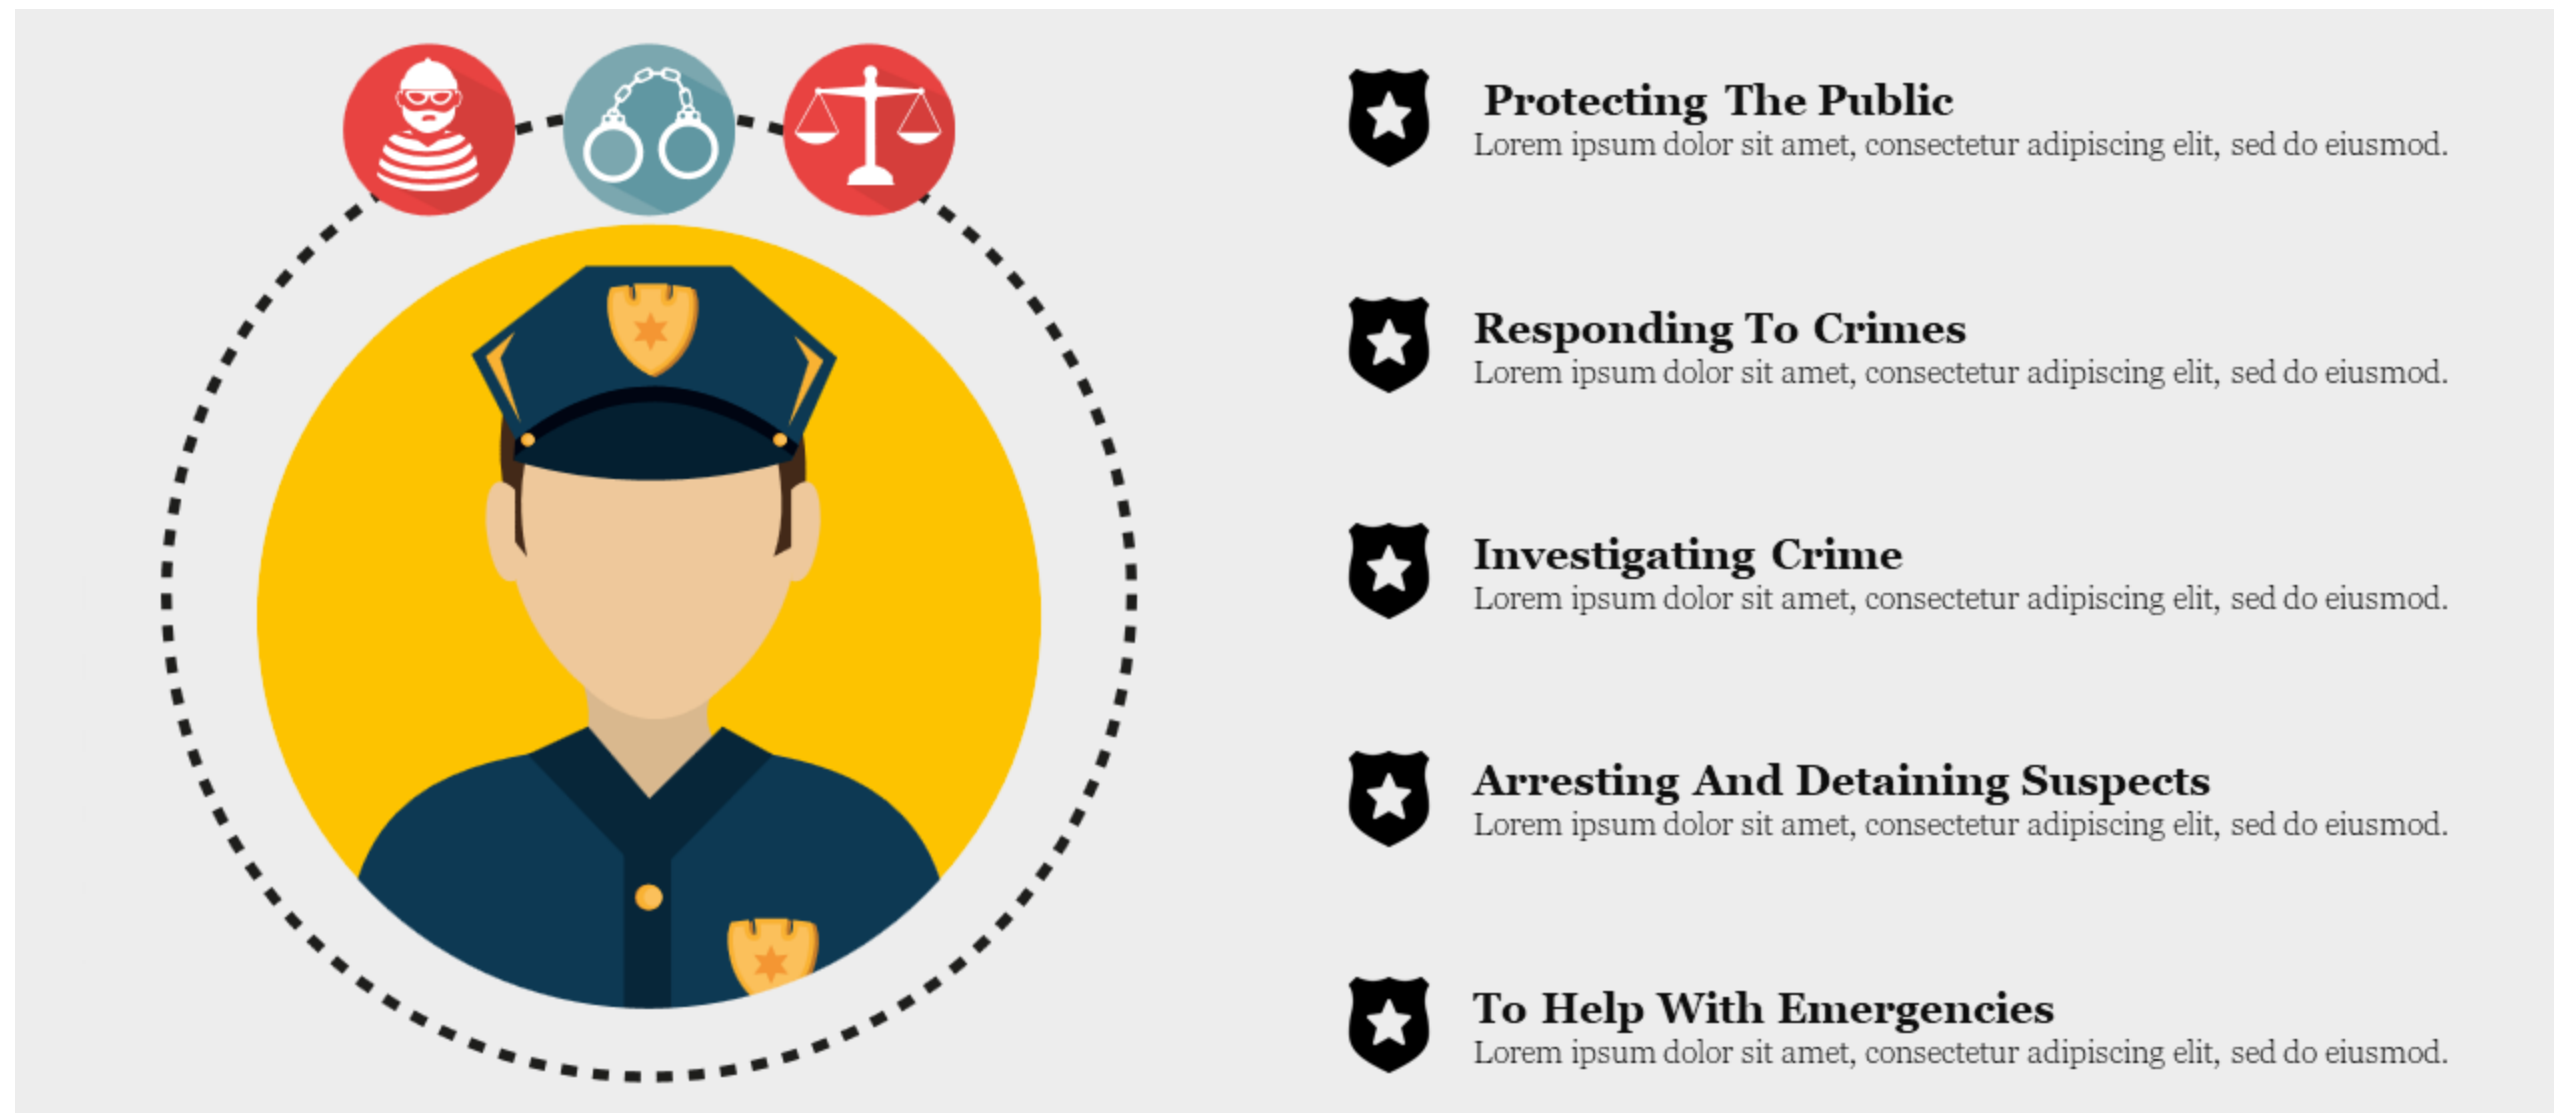 Protecting The Public
Lorem ipsum dolor sit amet, consectetur adipiscing elit, sed do eiusmod.
Responding To Crimes
Lorem ipsum dolor sit amet, consectetur adipiscing elit, sed do eiusmod.
Investigating Crime
Lorem ipsum dolor sit amet, consectetur adipiscing elit, sed do eiusmod.
Arresting And Detaining Suspects
Lorem ipsum dolor sit amet, consectetur adipiscing elit, sed do eiusmod.
To Help With Emergencies
Lorem ipsum dolor sit amet, consectetur adipiscing elit, sed do eiusmod.